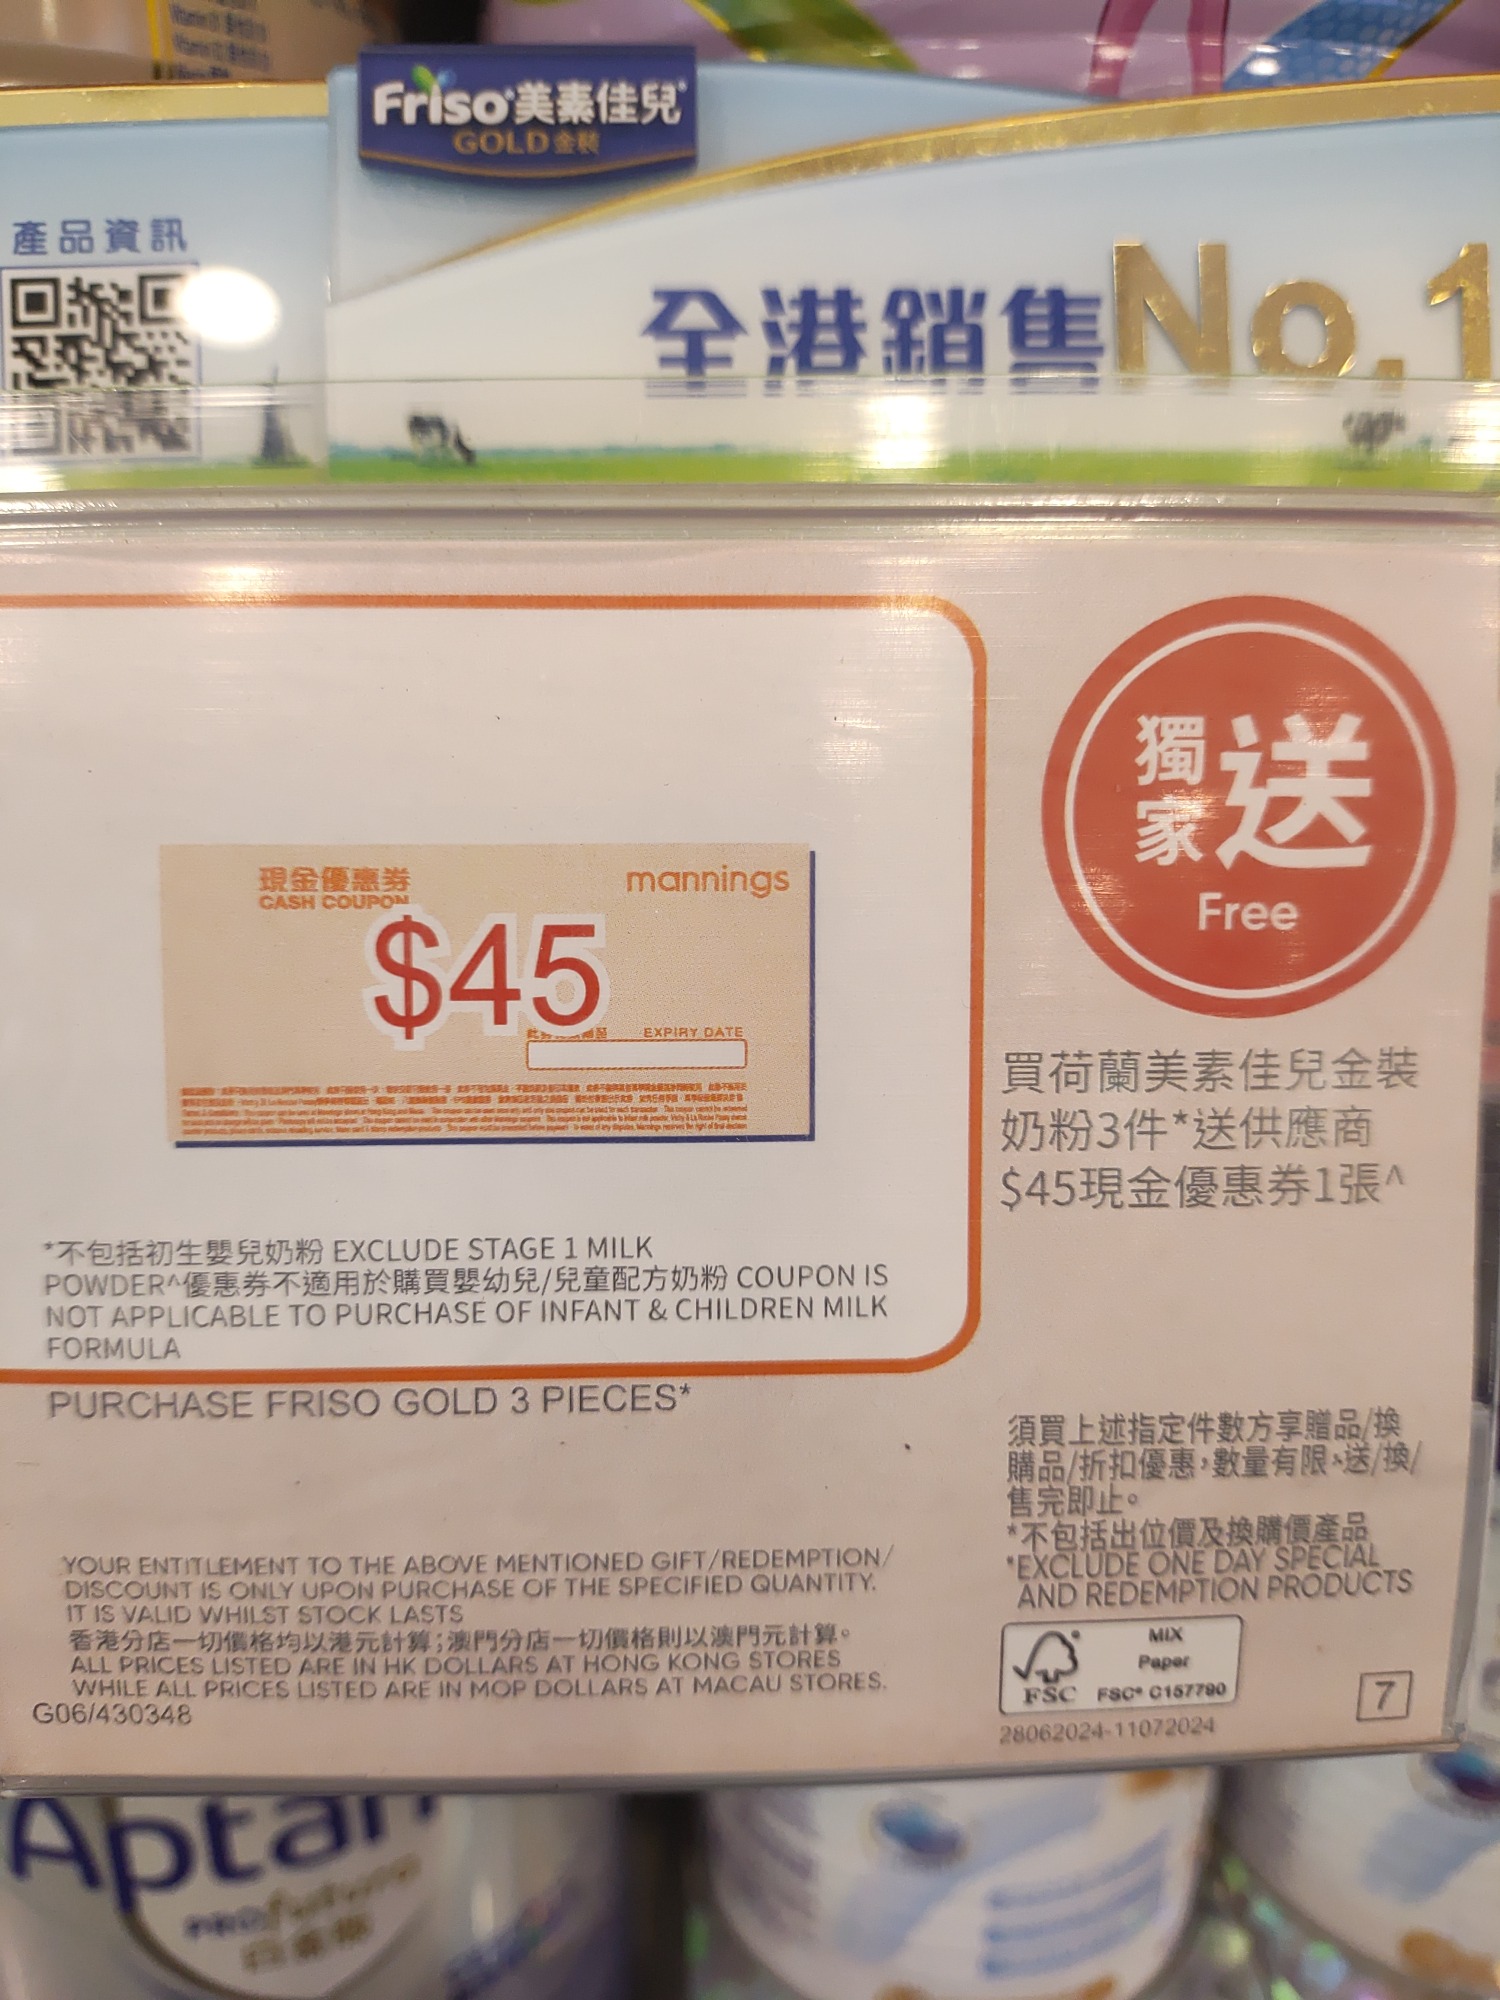 Friso 美素佳兒
GOLD 金裝
產品資訊
全港銷售No.1
現金優惠券
CASH COUPON
mannings
$45
EXPIRY DATE
獨家送
Free
買荷蘭美素佳兒金裝
奶粉3件*送供應商
$45現金優惠券1張^
*不包括初生嬰兒奶粉 EXCLUDE STAGE 1 MILK
POWDER^優惠券不適用於購買嬰幼兒/兒童配方奶粉 COUPON IS
NOT APPLICABLE TO PURCHASE OF INFANT & CHILDREN MILK
FORMULA
PURCHASE FRISO GOLD 3 PIECES*
須買上述指定件數方享贈品/換
購品/折扣優惠，數量有限，送/換/
售完即止。
*不包括出位價及換購價產品
*EXCLUDE ONE DAY SPECIAL
AND REDEMPTION PRODUCTS
YOUR ENTITLEMENT TO THE ABOVE MENTIONED GIFT/REDEMPTION/
DISCOUNT IS ONLY UPON PURCHASE OF THE SPECIFIED QUANTITY.
IT IS VALID WHILST STOCK LASTS
香港分店一切價格均以港元計算；澳門分店一切價格則以澳門元計算。
ALL PRICES LISTED ARE IN HK DOLLARS AT HONG KONG STORES
WHILE ALL PRICES LISTED ARE IN MOP DOLLARS AT MACAU STORES.
G06/430348
MIX
Paper
FSC
FSC® C157790
28062024-11072024
7
Aptam
PROfutura